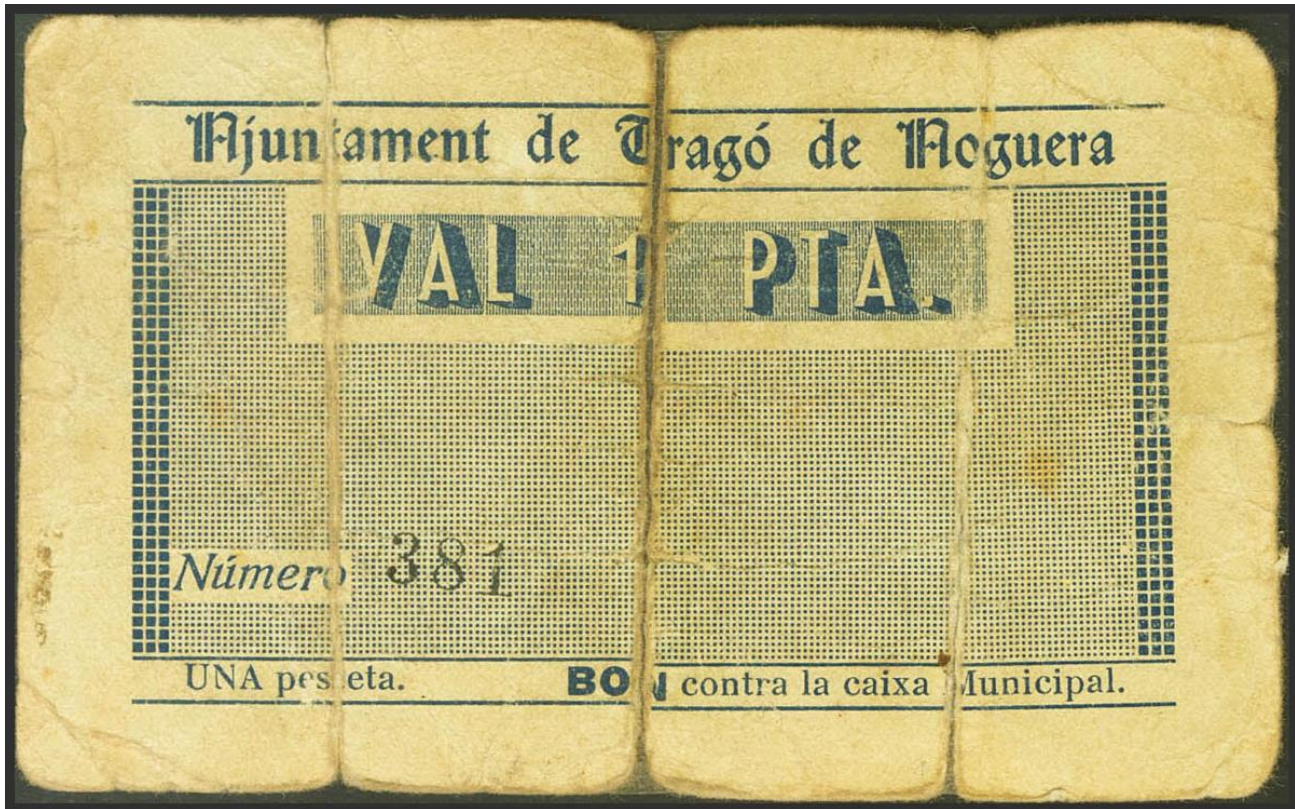 Ajuntament de Tragó de Noguera
VAL 1 PTA.
Número 381
UNA pesseta. BON contra la caixa Municipal.